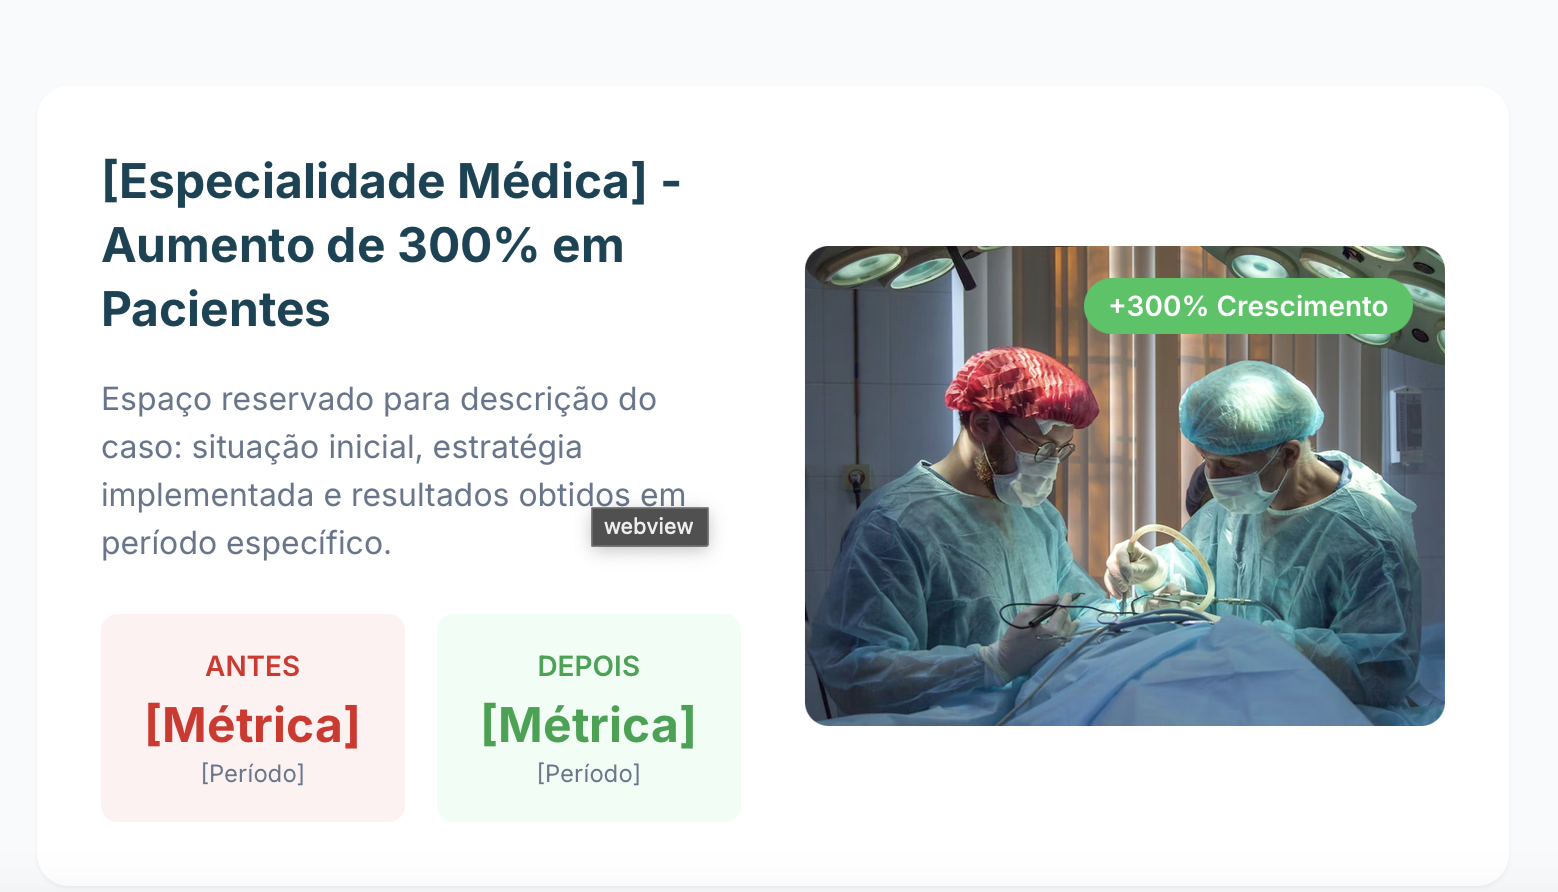 [Especialidade Médica] -
Aumento de 300% em
Pacientes
Espaço reservado para descrição do
caso: situação inicial, estratégia
implementada e resultados obtidos em
período específico.
webview
ANTES
[Métrica]
[Período]
DEPOIS
[Métrica]
[Período]
+300% Crescimento